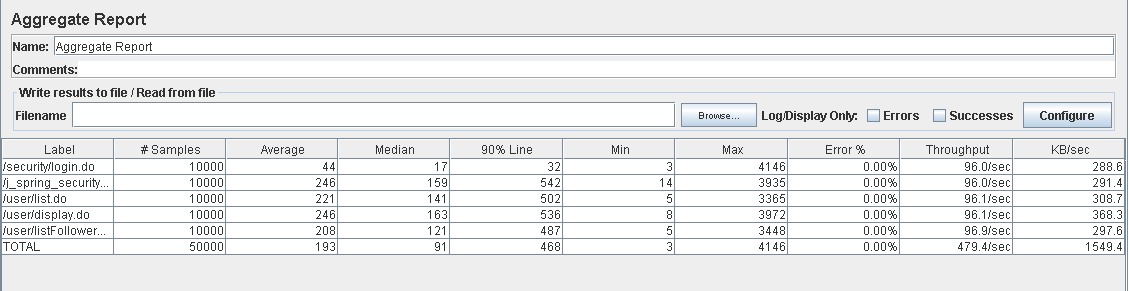 Aggregate Report
Name: Aggregate Report
Comments:
Write results to file / Read from file
Filename Browse... Log/Display Only: Errors Successes Configure
Label # Samples Average Median 90% Line Min Max Error % Throughput KB/sec
/security/login.do 10000 44 17 32 3 4146 0.00% 96.0/sec 288.6
/j_spring_security... 10000 246 159 542 14 3935 0.00% 96.0/sec 291.4
/user/list.do 10000 221 141 502 5 3365 0.00% 96.1/sec 308.7
/user/display.do 10000 246 163 536 8 3972 0.00% 96.1/sec 368.3
/user/listFollower... 10000 208 121 487 5 3448 0.00% 96.9/sec 297.6
TOTAL 50000 193 91 468 3 4146 0.00% 479.4/sec 1549.4